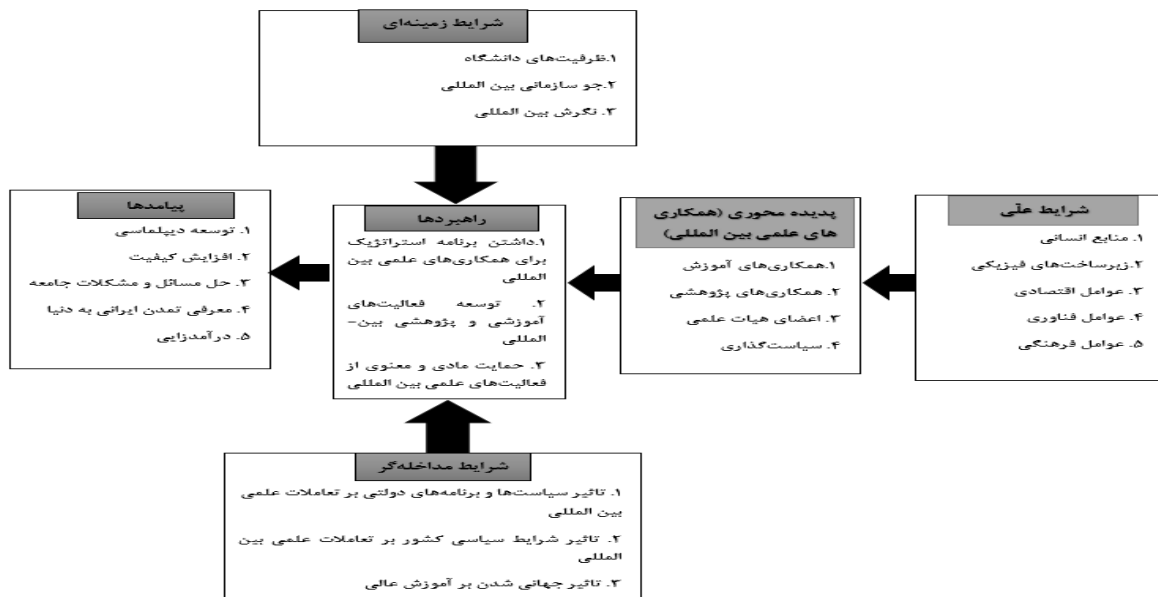 شرایط زمینه‌ای
۱.ظرفیت‌های دانشگاه
۲.جو سازمانی بین المللی
۳. نگرش بین المللی
شرایط علّی
۱. منابع انسانی
۲.زیرساخت‌های فیزیکی
۳. عوامل اقتصادی
۴. عوامل فناوری
۵. عوامل فرهنگی
پدیده محوری (همکاری
های علمی بین المللی)
۱.همکاری‌های آموزش
۲. همکاری‌های پژوهشی
۳. اعضای هیات علمی
۴. سیاست‌گذاری
راهبردها
۱.داشتن برنامه استراتژیک
برای همکاری‌های علمی بین
المللی
۲. توسعه فعالیت‌های
آموزشی و پژوهشی بین-
المللی
۳. حمایت مادی و معنوی از
فعالیت‌های علمی بین المللی
پیامدها
۱. توسعه دیپلماسی
۲. افزایش کیفیت
۳. حل مسائل و مشکلات جامعه
۴. معرفی تمدن ایرانی به دنیا
۵. درآمدزایی
شرایط مداخله‌گر
۱. تاثیر سیاست‌ها و برنامه‌های دولتی بر تعاملات علمی
بین المللی
۲. تاثیر شرایط سیاسی کشور بر تعاملات علمی بین
المللی
۳. تاثیر جهانی شدن بر آموزش عالی